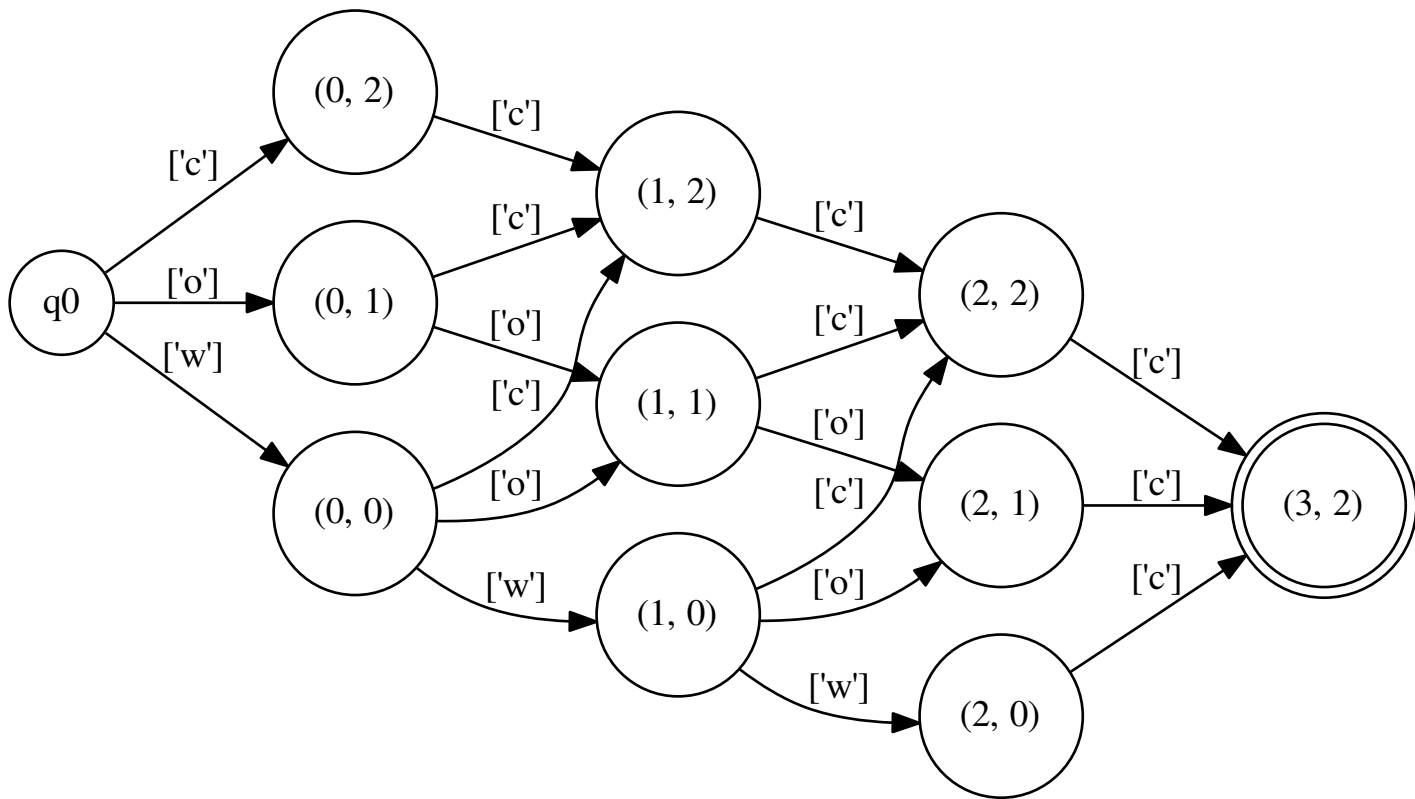 (0, 2)
['c']
['c']
(1, 2)
['c']
['c']
['c']
(2, 2)
q0
['o']
(0, 1)
['w']
['o']
['c']
['c']
['c']
(1, 1)
['o']
['o']
['c']
['c']
(0, 0)
(2, 1)
(3, 2)
['w']
['o']
['c']
(1, 0)
['w']
(2, 0)